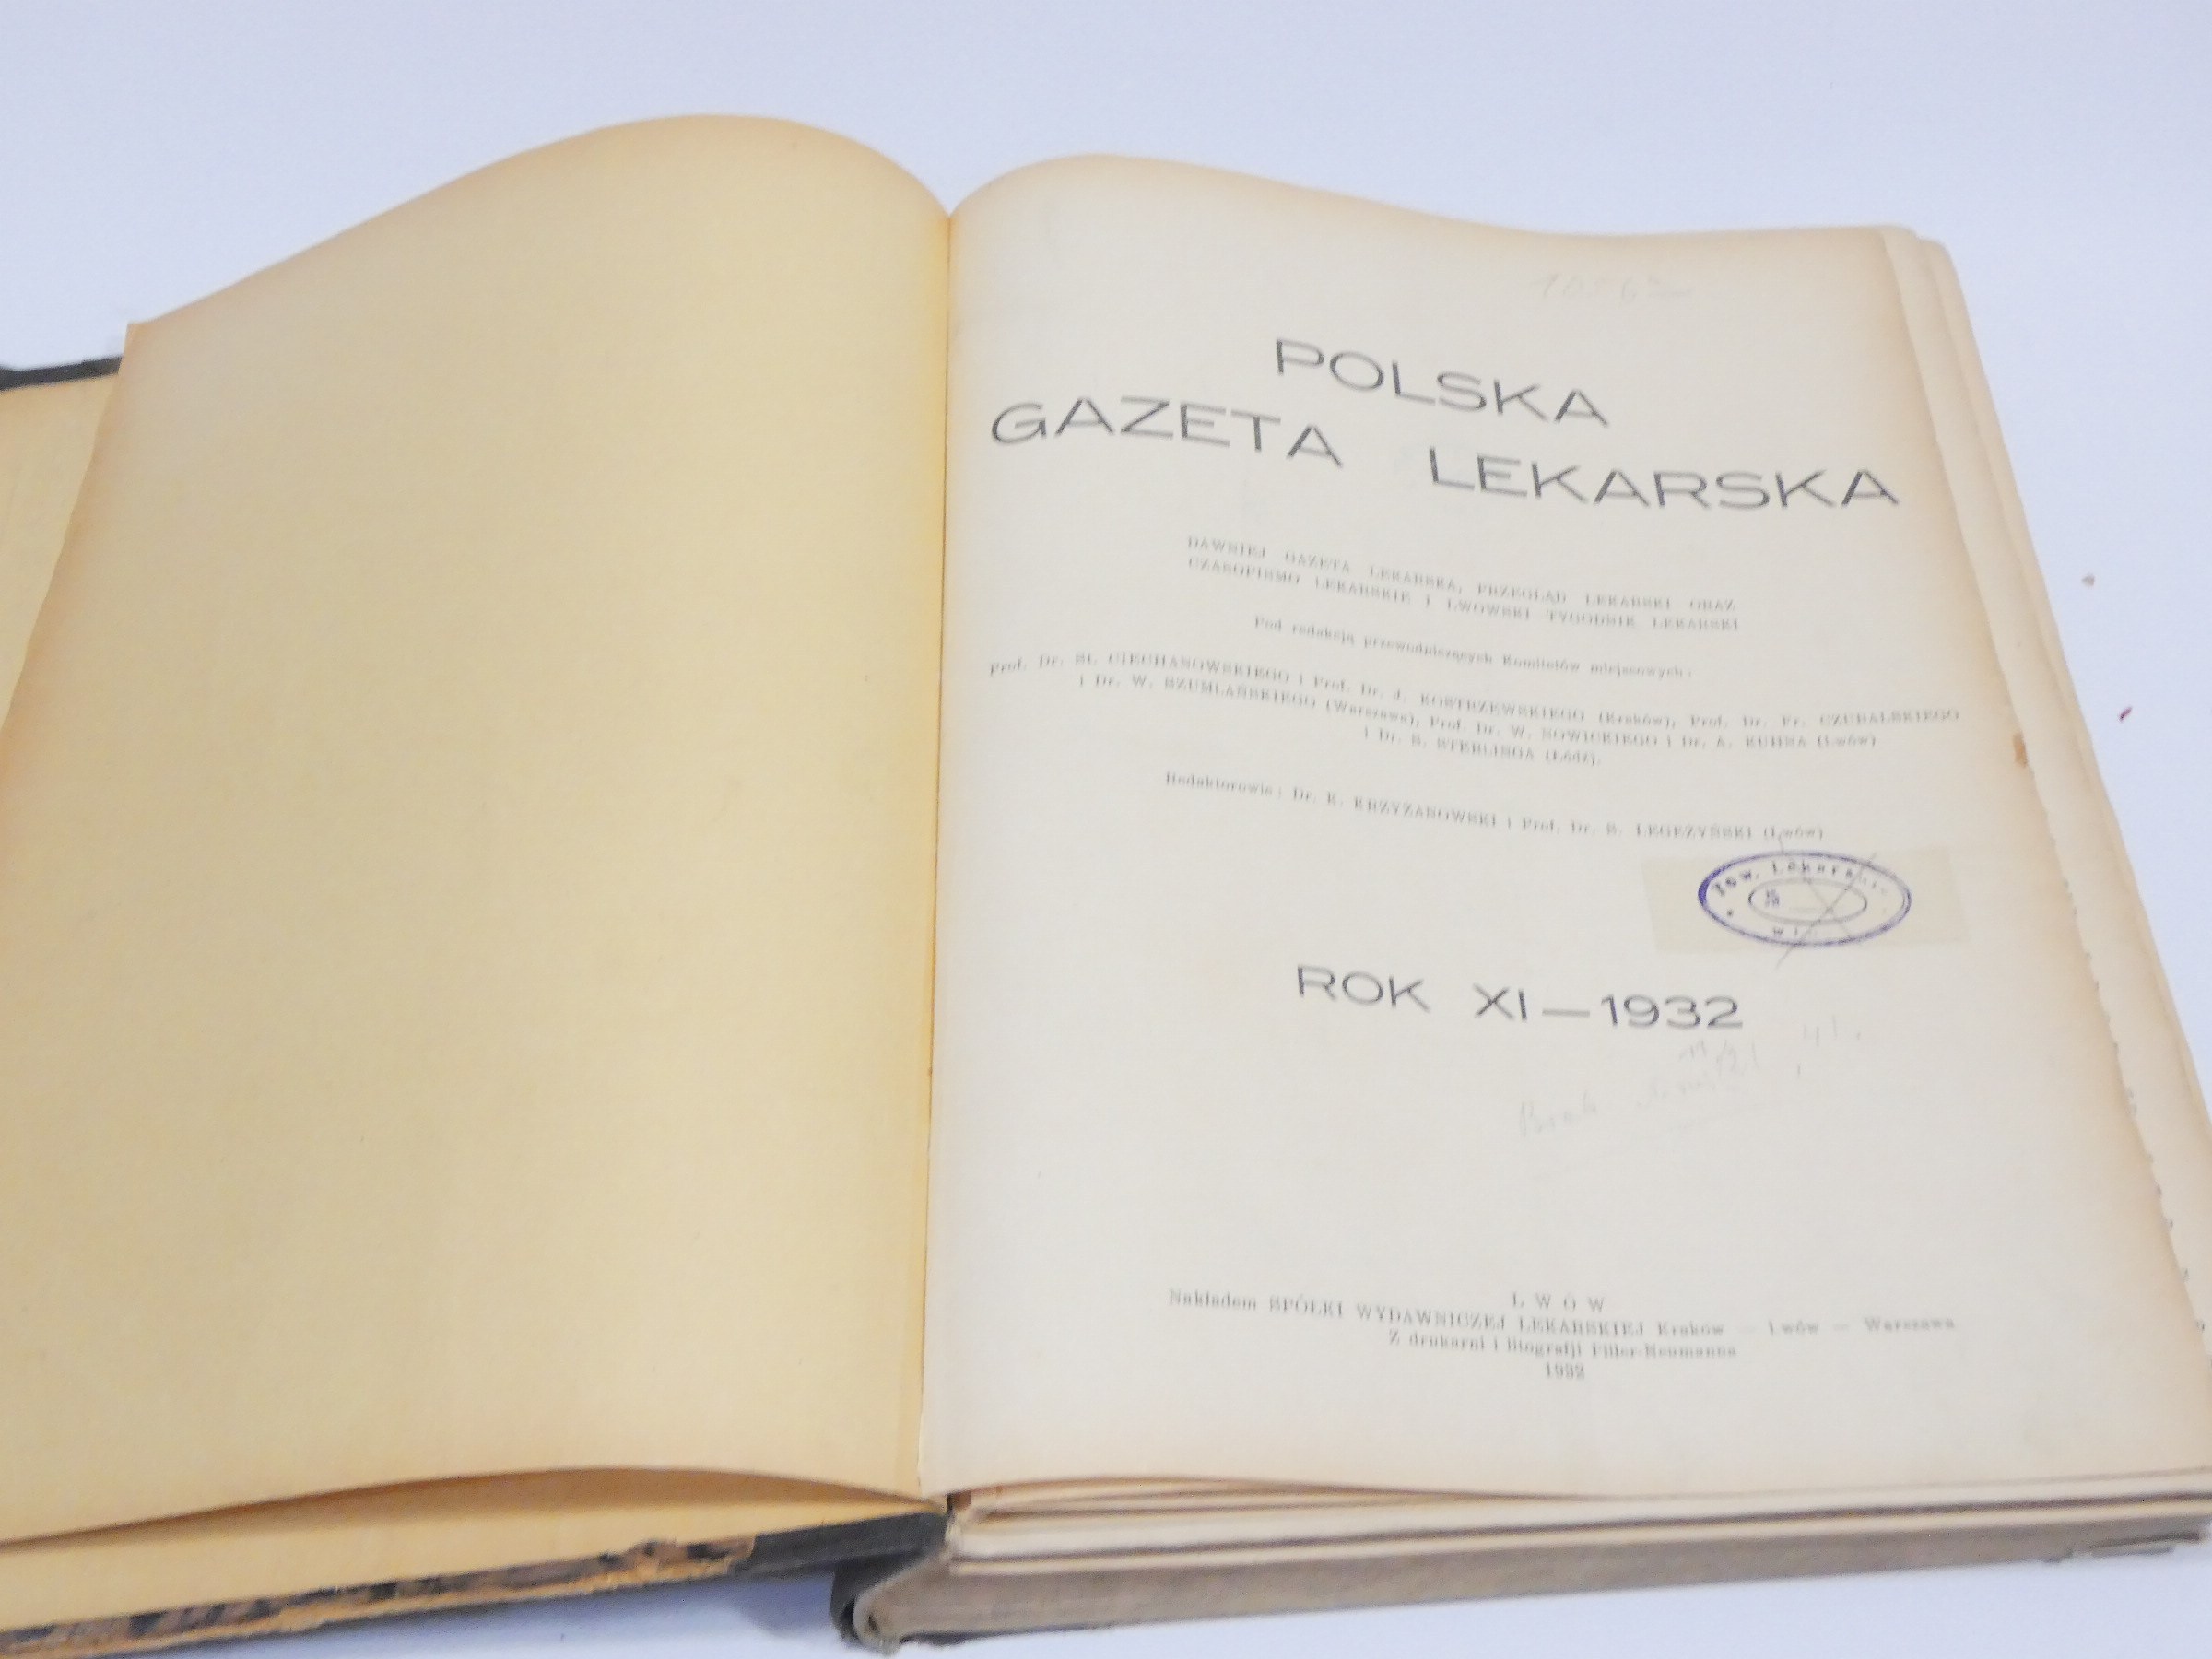 POLSKA
GAZETA LEKARSKA
DAWNIEJ GAZETA LEKARSKA, PRZEGLĄD LEKARSKI ORAZ
CZASOPISMO LEKARSKIE I LWOWSKI TYGODNIK LEKARSKI
Pod redakcją przewodniczących Komitetów miejscowych:
Prof. Dr. St. CIECHANOWSKIEGO i Prof. Dr. J. KOSTRZEWSKIEGO (Kraków), Prof. Dr. Fr. CZUBALSKIEGO
i Dr. W. SZUMLAŃSKIEGO (Warszawa), Prof. Dr. W. NOWICKIEGO i Dr. A. KUHNA (Lwów)
i Dr. S. STERLINGA (Łódź).
Redaktorowie: Dr. K. KRZYŻANOWSKI i Prof. Dr. S. LEGEŻYŃSKI (Lwów)
Tow. Lekars
ROK XI—1932
Brak
LWÓW
Nakładem SPÓŁKI WYDAWNICZEJ LEKARSKIEJ Kraków — Lwów — Warszawa
Z drukarni i litografji Piller-Neumanna
1932